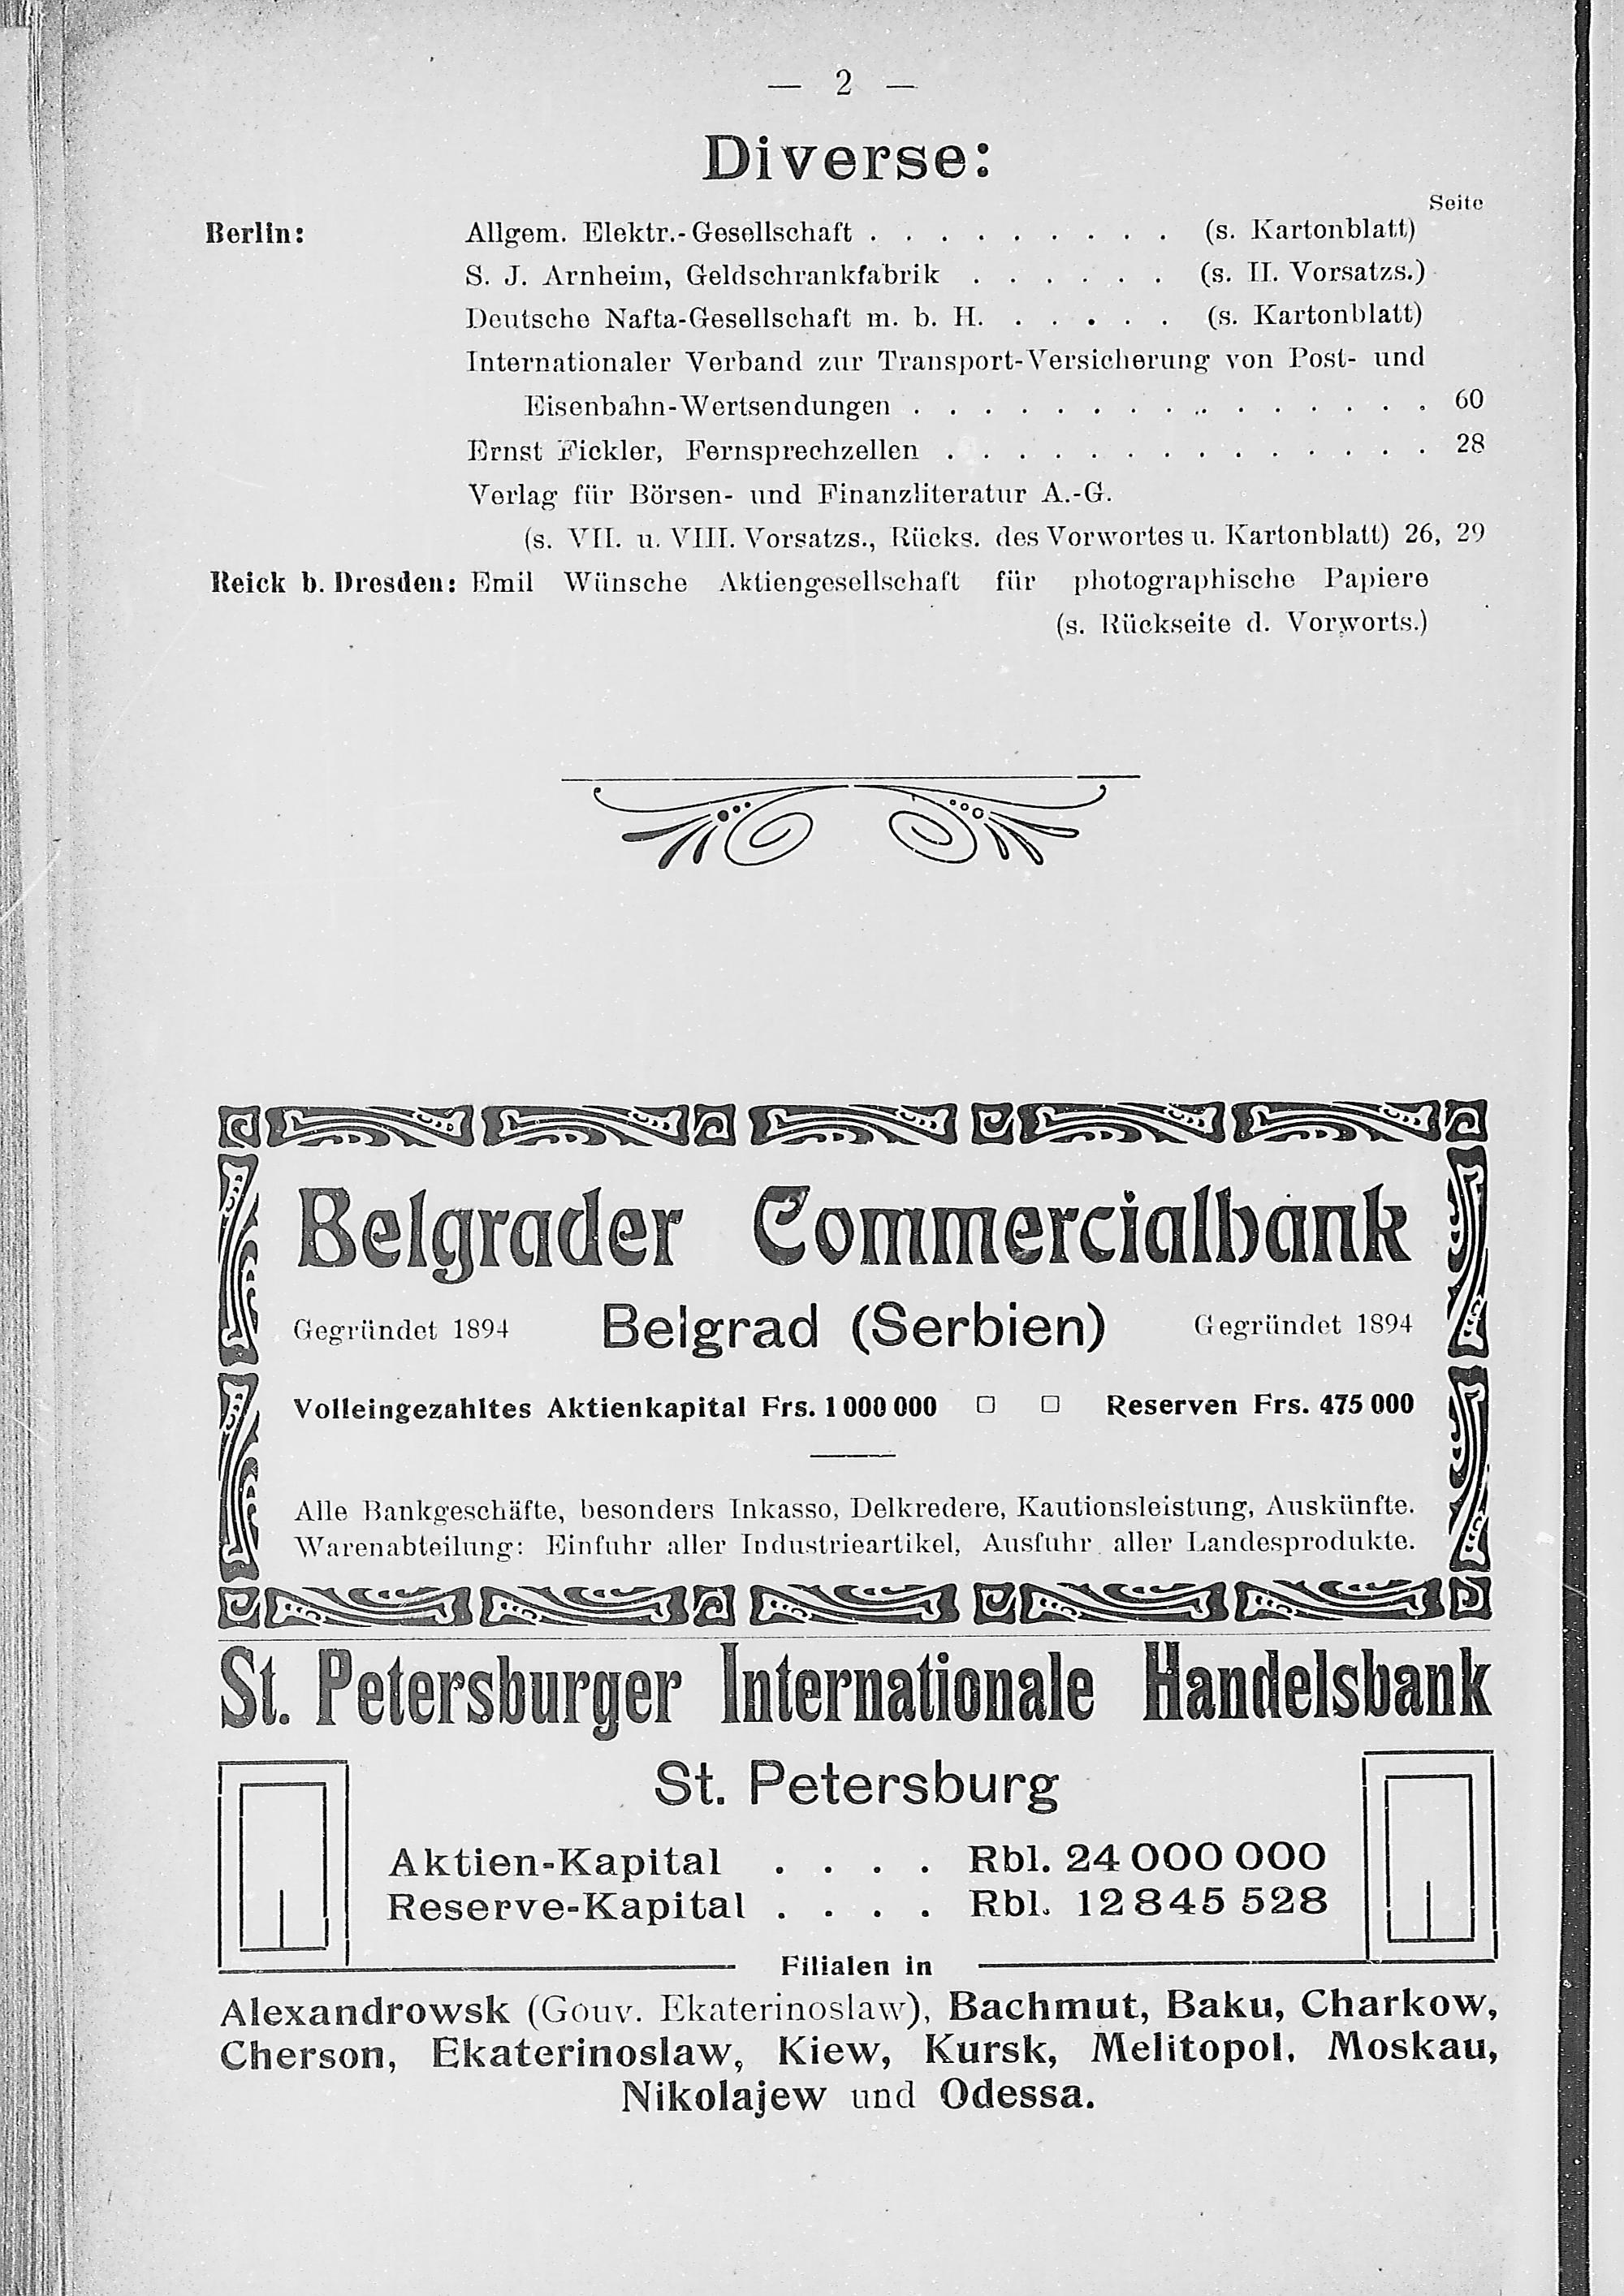 — 2 —
Diverse:
Seite
Berlin: Allgem. Elektr.-Gesellschaft . . . . . . . . . (s. Kartonblatt)
S. J. Arnheim, Geldschrankfabrik . . . . . . (s. II. Vorsatzs.)
Deutsche Nafta-Gesellschaft m. b. H. . . . . . (s. Kartonblatt)
Internationaler Verband zur Transport-Versicherung von Post- und
Eisenbahn-Wertsendungen . . . . . . . . . . . . . . . 60
Ernst Fickler, Fernsprechzellen . . . . . . . . . . . . . . 28
Verlag für Börsen- und Finanzliteratur A.-G.
(s. VII. u. VIII. Vorsatzs., Rücks. des Vorwortes u. Kartonblatt) 26, 29
Reick b. Dresden: Emil Wünsche Aktiengesellschaft für photographische Papiere
(s. Rückseite d. Vorworts.)
Belgrader Commercialbank
Gegründet 1894 Belgrad (Serbien) Gegründet 1894
Volleingezahltes Aktienkapital Frs. 1 000 000 □ □ Reserven Frs. 475 000
Alle Bankgeschäfte, besonders Inkasso, Delkredere, Kautionsleistung, Auskünfte.
Warenabteilung: Einfuhr aller Industrieartikel, Ausfuhr aller Landesprodukte.
St. Petersburger Internationale Handelsbank
St. Petersburg
Aktien-Kapital . . . . Rbl. 24 000 000
Reserve-Kapital . . . . Rbl. 12 845 528
Filialen in
Alexandrowsk (Gouv. Ekaterinoslaw), Bachmut, Baku, Charkow,
Cherson, Ekaterinoslaw, Kiew, Kursk, Melitopol, Moskau,
Nikolajew und Odessa.